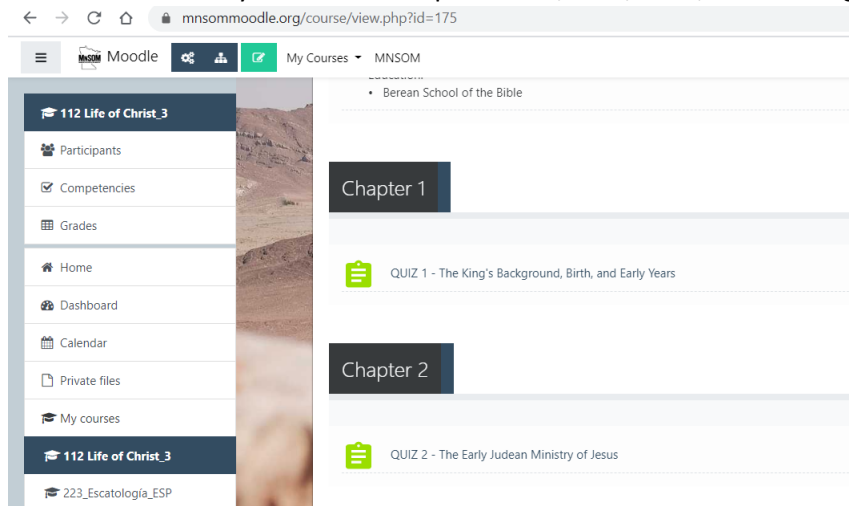 mnsommoodle.org/course/view.php?id=175
MNSOM Moodle My Courses MNSOM
• Berean School of the Bible
112 Life of Christ_3
Participants
Competencies
Grades
Home
Dashboard
Calendar
Private files
My courses
112 Life of Christ_3
223_Escatología_ESP
Chapter 1
QUIZ 1 - The King's Background, Birth, and Early Years
Chapter 2
QUIZ 2 - The Early Judean Ministry of Jesus